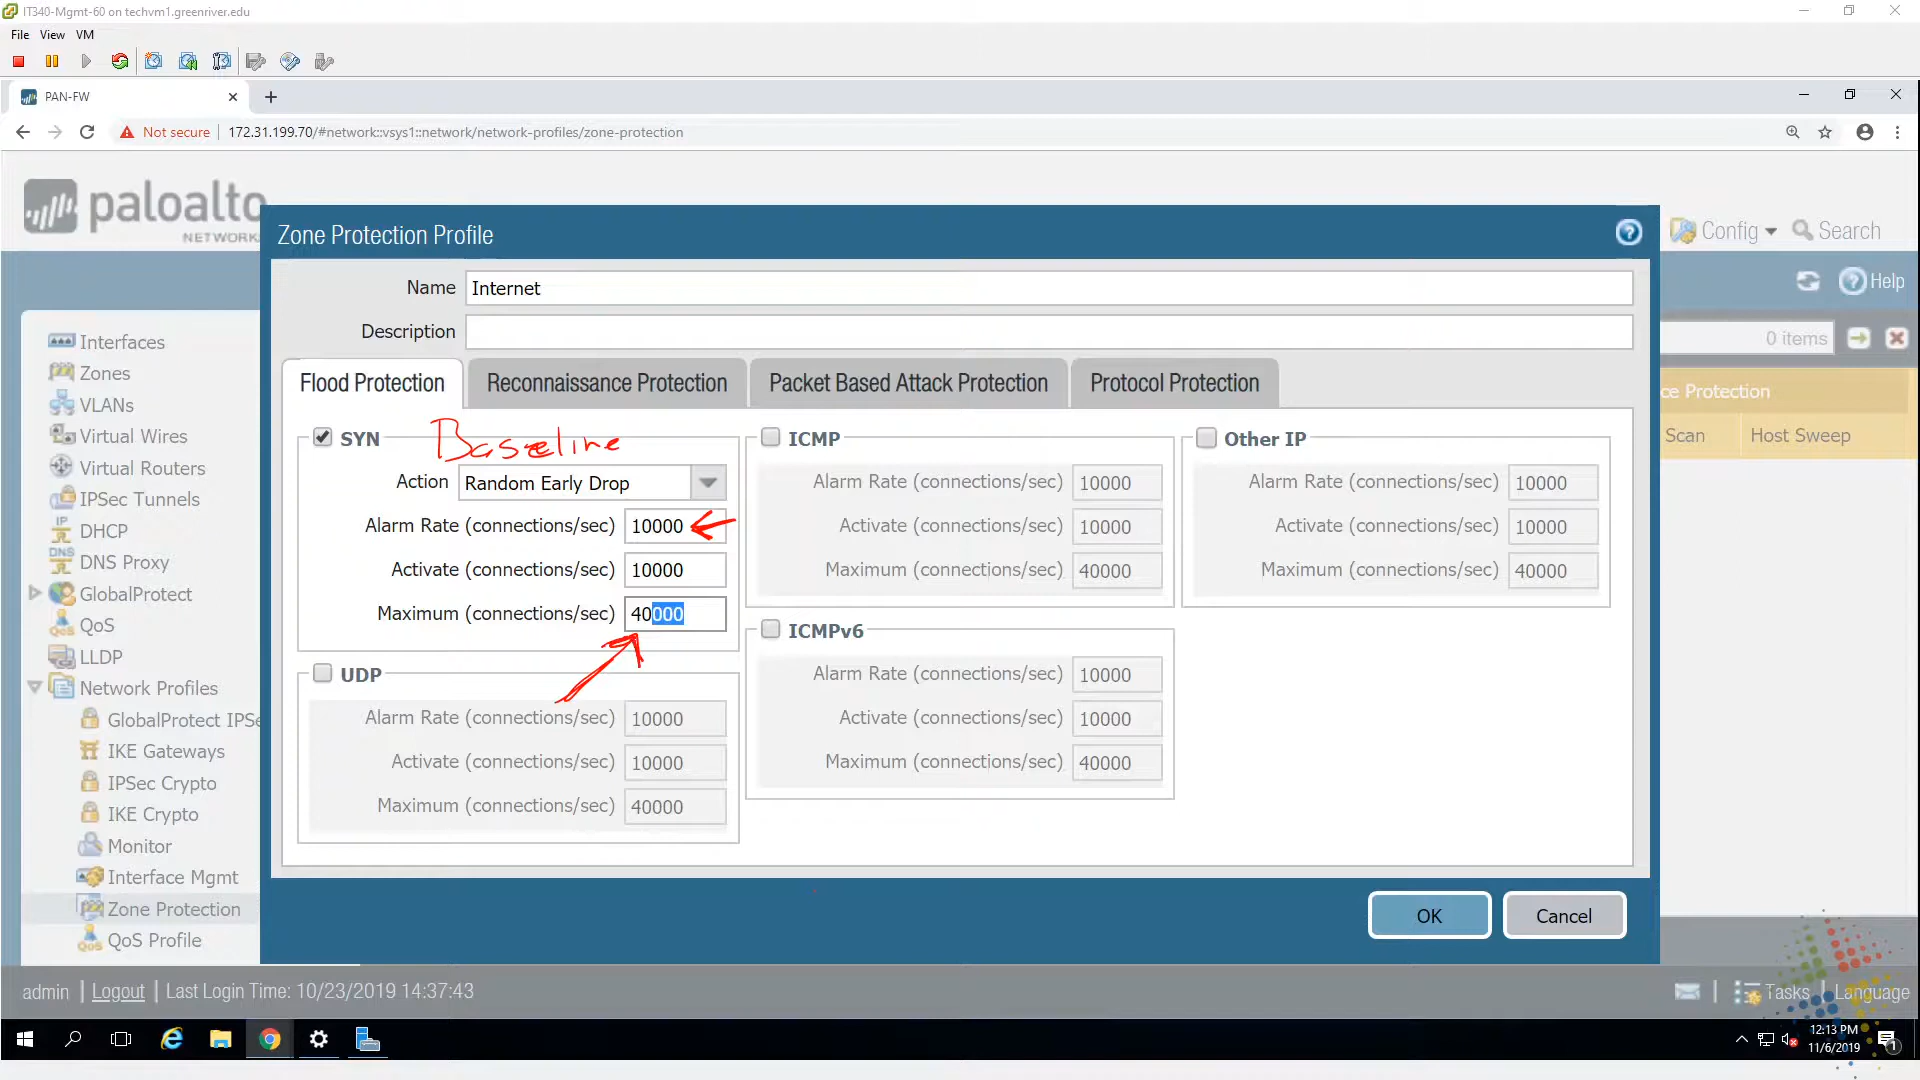 IT340-Mgmt-60 on techvm1.greenriver.edu
File View VM
PAN-FW
Not secure 172.31.199.70/#network::vsys1::network/network-profiles/zone-protection
paloalto
NETWORKS
Config Search
Help
Zone Protection Profile
Name Internet
Description
0 items
Flood Protection Reconnaissance Protection Packet Based Attack Protection Protocol Protection
ce Protection
Scan Host Sweep
Baseline
SYN
Action Random Early Drop
Alarm Rate (connections/sec) 10000
Activate (connections/sec) 10000
Maximum (connections/sec) 40000
UDP
Alarm Rate (connections/sec) 10000
Activate (connections/sec) 10000
Maximum (connections/sec) 40000
ICMP
Alarm Rate (connections/sec) 10000
Activate (connections/sec) 10000
Maximum (connections/sec) 40000
ICMPv6
Alarm Rate (connections/sec) 10000
Activate (connections/sec) 10000
Maximum (connections/sec) 40000
Other IP
Alarm Rate (connections/sec) 10000
Activate (connections/sec) 10000
Maximum (connections/sec) 40000
OK Cancel
Interfaces
Zones
VLANs
Virtual Wires
Virtual Routers
IPSec Tunnels
DHCP
DNS Proxy
GlobalProtect
QoS
LLDP
Network Profiles
GlobalProtect IPSe
IKE Gateways
IPSec Crypto
IKE Crypto
Monitor
Interface Mgmt
Zone Protection
QoS Profile
admin | Logout | Last Login Time: 10/23/2019 14:37:43
Tasks | Language
12:13 PM
11/6/2019
1